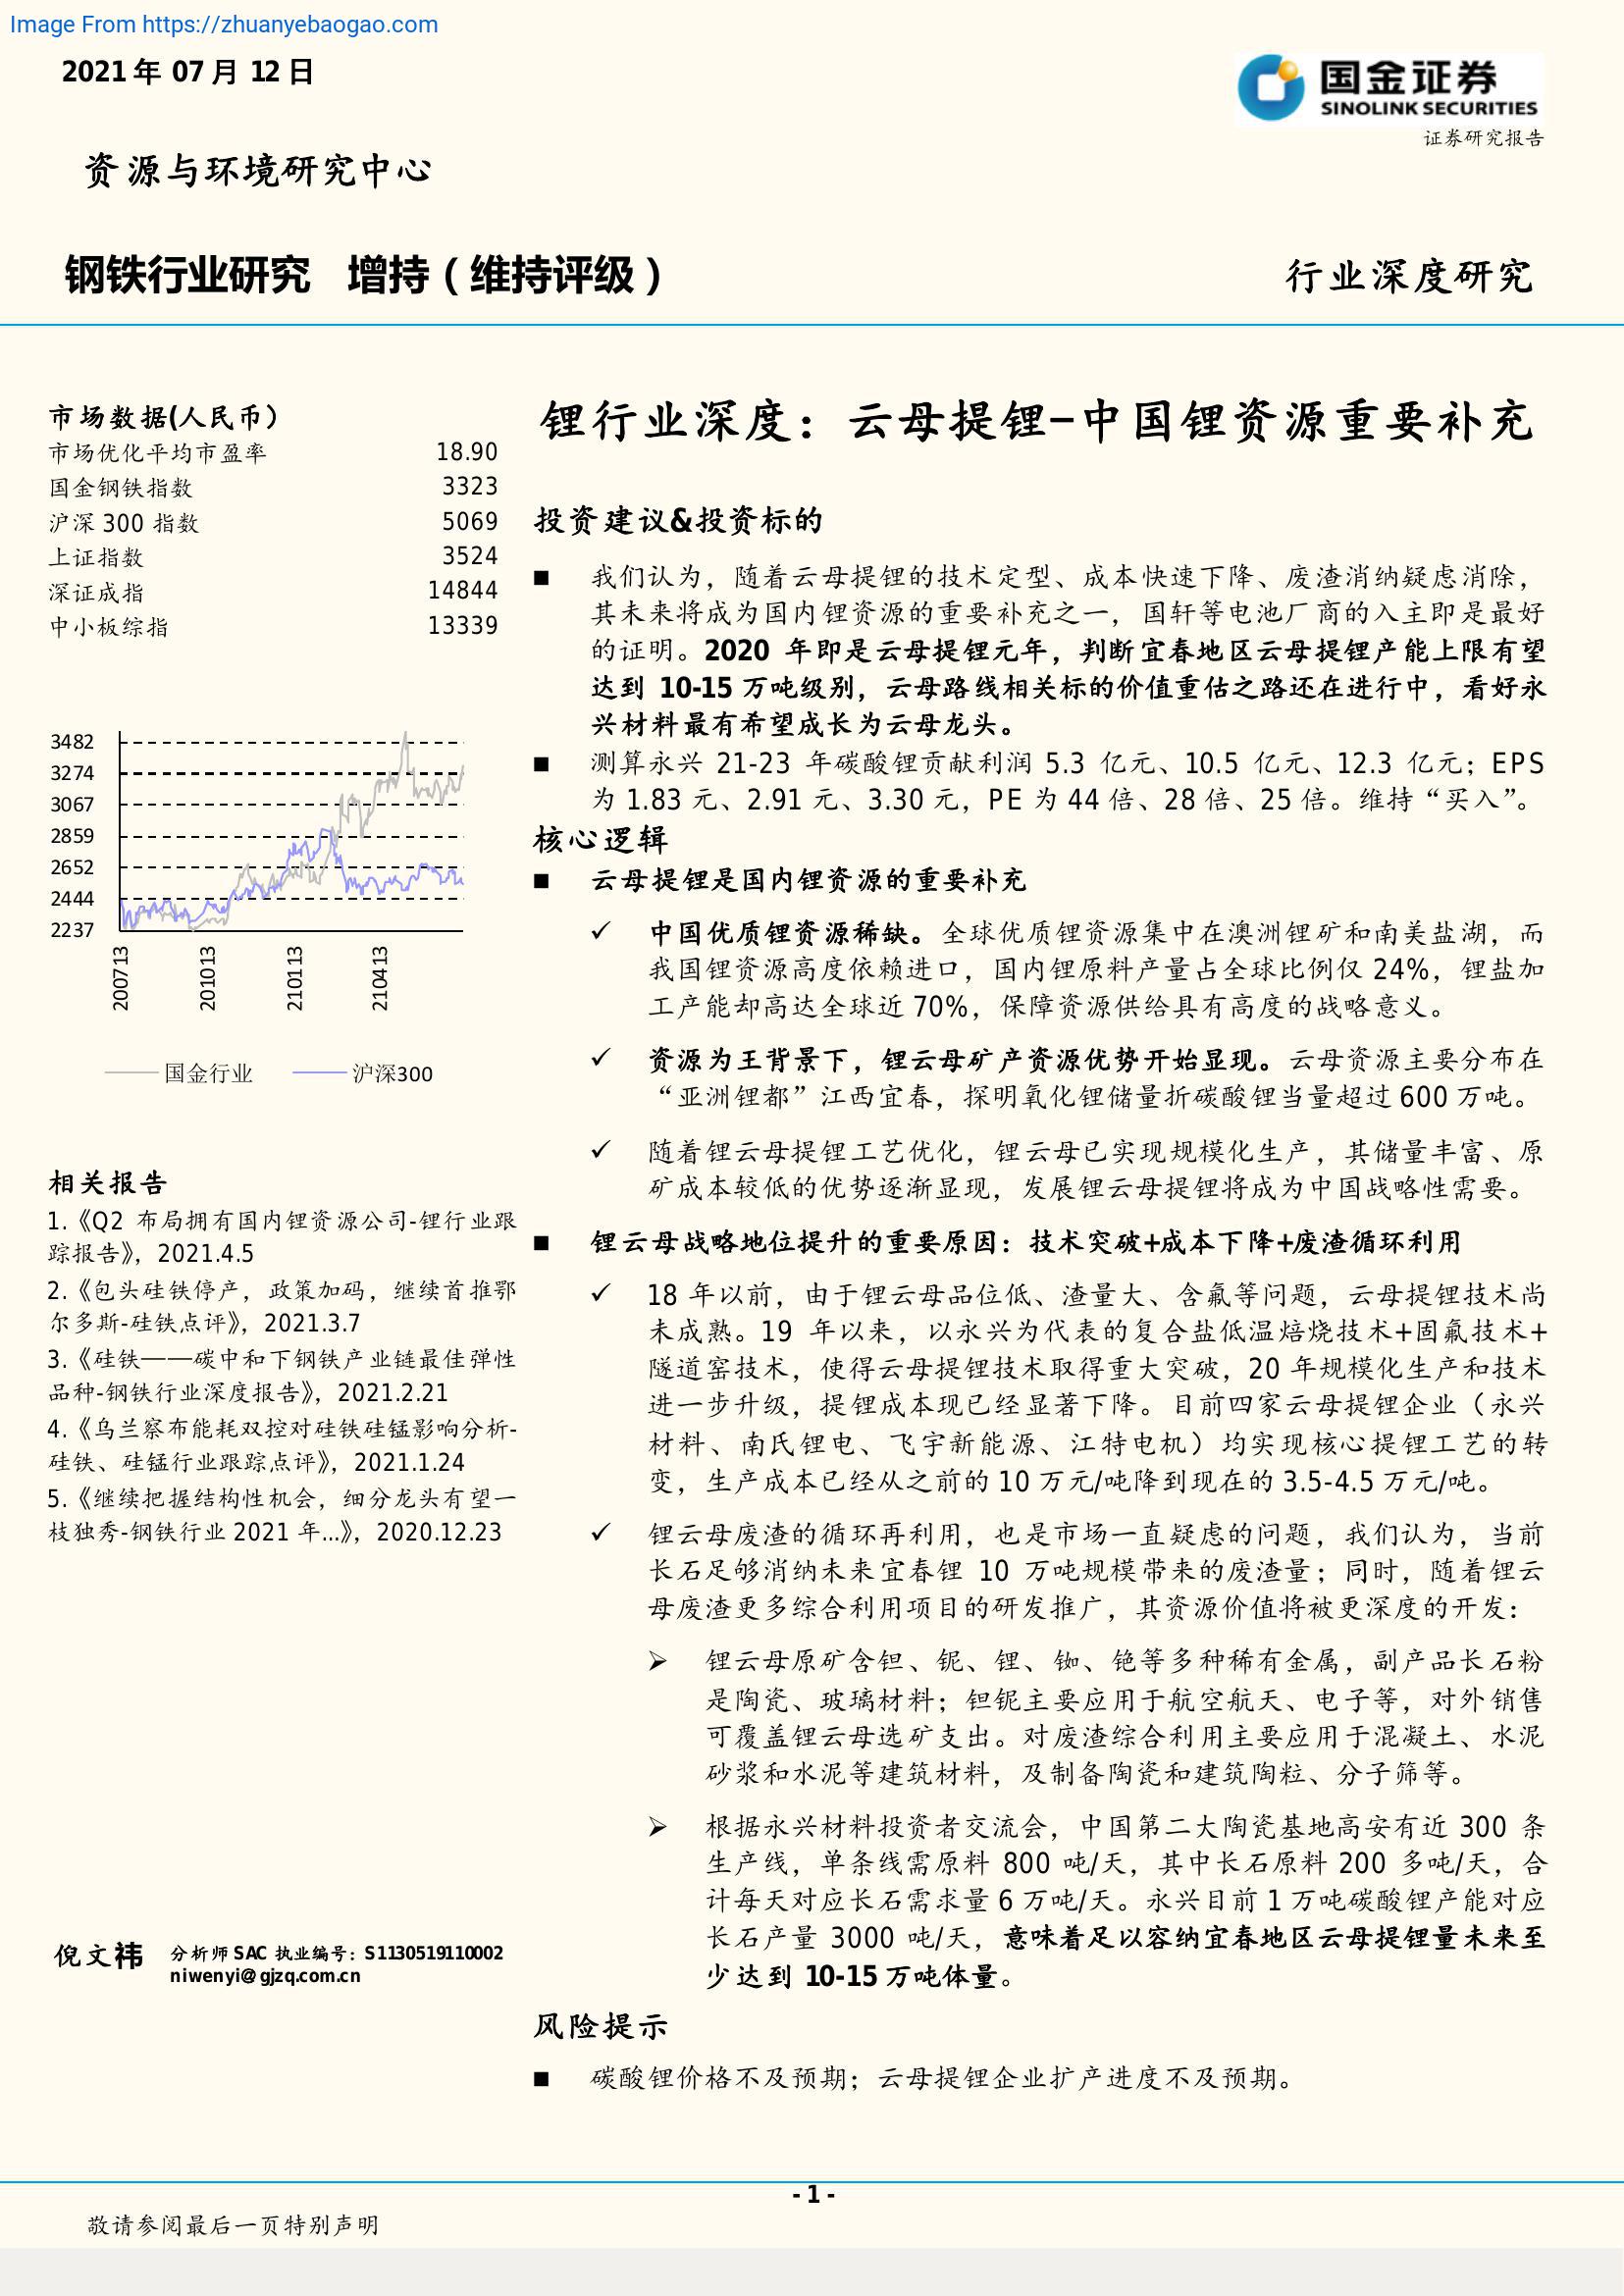 Image From https://zhuanyebaogao.com
2021年 07月 12日
国金证券
SINOLINK SECURITIES
证券研究报告
资源与环境研究中心
钢铁行业研究 增持（维持评级）
行业深度研究
市场数据(人民币）
市场优化平均市盈率 18.90
国金钢铁指数 3323
沪深 300 指数 5069
上证指数 3524
深证成指 14844
中小板综指 13339
3482
3274
3067
2859
2652
2444
2237
200713
201013
210113
210413
国金行业 沪深300
相关报告
1.《Q2 布局拥有国内锂资源公司-锂行业跟
踪报告》，2021.4.5
2.《包头硅铁停产，政策加码，继续首推鄂
尔多斯-硅铁点评》，2021.3.7
3.《硅铁——碳中和下钢铁产业链最佳弹性
品种-钢铁行业深度报告》，2021.2.21
4.《乌兰察布能耗双控对硅铁硅锰影响分析-
硅铁、硅锰行业跟踪点评》，2021.1.24
5.《继续把握结构性机会，细分龙头有望一
枝独秀-钢铁行业 2021 年...》，2020.12.23
倪文祎 分析师 SAC 执业编号：S1130519110002
niwenyi@gjzq.com.cn
锂行业深度：云母提锂-中国锂资源重要补充
投资建议&投资标的
■ 我们认为，随着云母提锂的技术定型、成本快速下降、废渣消纳疑虑消除，
其未来将成为国内锂资源的重要补充之一，国轩等电池厂商的入主即是最好
的证明。2020 年即是云母提锂元年，判断宜春地区云母提锂产能上限有望
达到 10-15 万吨级别，云母路线相关标的价值重估之路还在进行中，看好永
兴材料最有希望成长为云母龙头。
■ 测算永兴 21-23 年碳酸锂贡献利润 5.3 亿元、10.5 亿元、12.3 亿元；EPS
为 1.83 元、2.91 元、3.30 元，PE 为 44 倍、28 倍、25 倍。维持“买入”。
核心逻辑
■ 云母提锂是国内锂资源的重要补充
✓ 中国优质锂资源稀缺。全球优质锂资源集中在澳洲锂矿和南美盐湖，而
我国锂资源高度依赖进口，国内锂原料产量占全球比例仅 24%，锂盐加
工产能却高达全球近 70%，保障资源供给具有高度的战略意义。
✓ 资源为王背景下，锂云母矿产资源优势开始显现。云母资源主要分布在
“亚洲锂都”江西宜春，探明氧化锂储量折碳酸锂当量超过 600 万吨。
✓ 随着锂云母提锂工艺优化，锂云母已实现规模化生产，其储量丰富、原
矿成本较低的优势逐渐显现，发展锂云母提锂将成为中国战略性需要。
■ 锂云母战略地位提升的重要原因：技术突破+成本下降+废渣循环利用
✓ 18 年以前，由于锂云母品位低、渣量大、含氟等问题，云母提锂技术尚
未成熟。19 年以来，以永兴为代表的复合盐低温焙烧技术+固氟技术+
隧道窑技术，使得云母提锂技术取得重大突破，20 年规模化生产和技术
进一步升级，提锂成本现已经显著下降。目前四家云母提锂企业（永兴
材料、南氏锂电、飞宇新能源、江特电机）均实现核心提锂工艺的转
变，生产成本已经从之前的 10 万元/吨降到现在的 3.5-4.5 万元/吨。
✓ 锂云母废渣的循环再利用，也是市场一直疑虑的问题，我们认为，当前
长石足够消纳未来宜春锂 10 万吨规模带来的废渣量；同时，随着锂云
母废渣更多综合利用项目的研发推广，其资源价值将被更深度的开发：
➢ 锂云母原矿含钽、铌、锂、铷、铯等多种稀有金属，副产品长石粉
是陶瓷、玻璃材料；钽铌主要应用于航空航天、电子等，对外销售
可覆盖锂云母选矿支出。对废渣综合利用主要应用于混凝土、水泥
砂浆和水泥等建筑材料，及制备陶瓷和建筑陶粒、分子筛等。
➢ 根据永兴材料投资者交流会，中国第二大陶瓷基地高安有近 300 条
生产线，单条线需原料 800 吨/天，其中长石原料 200 多吨/天，合
计每天对应长石需求量 6 万吨/天。永兴目前 1 万吨碳酸锂产能对应
长石产量 3000 吨/天，意味着足以容纳宜春地区云母提锂量未来至
少达到 10-15 万吨体量。
风险提示
■ 碳酸锂价格不及预期；云母提锂企业扩产进度不及预期。
- 1 -
敬请参阅最后一页特别声明